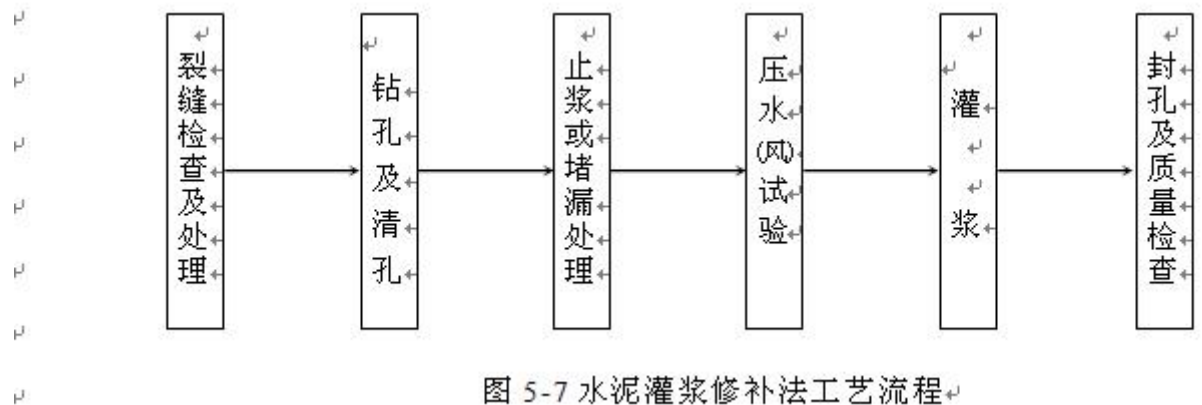 裂缝检查及处理
钻孔及清孔
止浆或堵漏处理
压水(风)试验
灌浆
封孔及质量检查
图 5-7 水泥灌浆修补法工艺流程